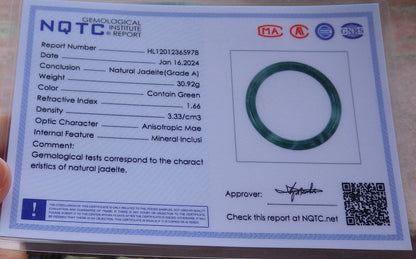 NQTC GEMOLOGICAL INSTITUTE REPORT
MA CNAS
Report Number HL12012365978
Date Jan 16,2024
Conclusion Natural Jadeite(Grade A)
Weight 30.92g
Color Contain Green
Refractive Index 1.66
Density 3.33/cm3
Optic Character Anisotropic Mae
Internal Feature Mineral Inclusi
Comment:
Gemological tests correspond to the charact
eristics of natural jadeite.
Approver:
Check this report at NQTC.net